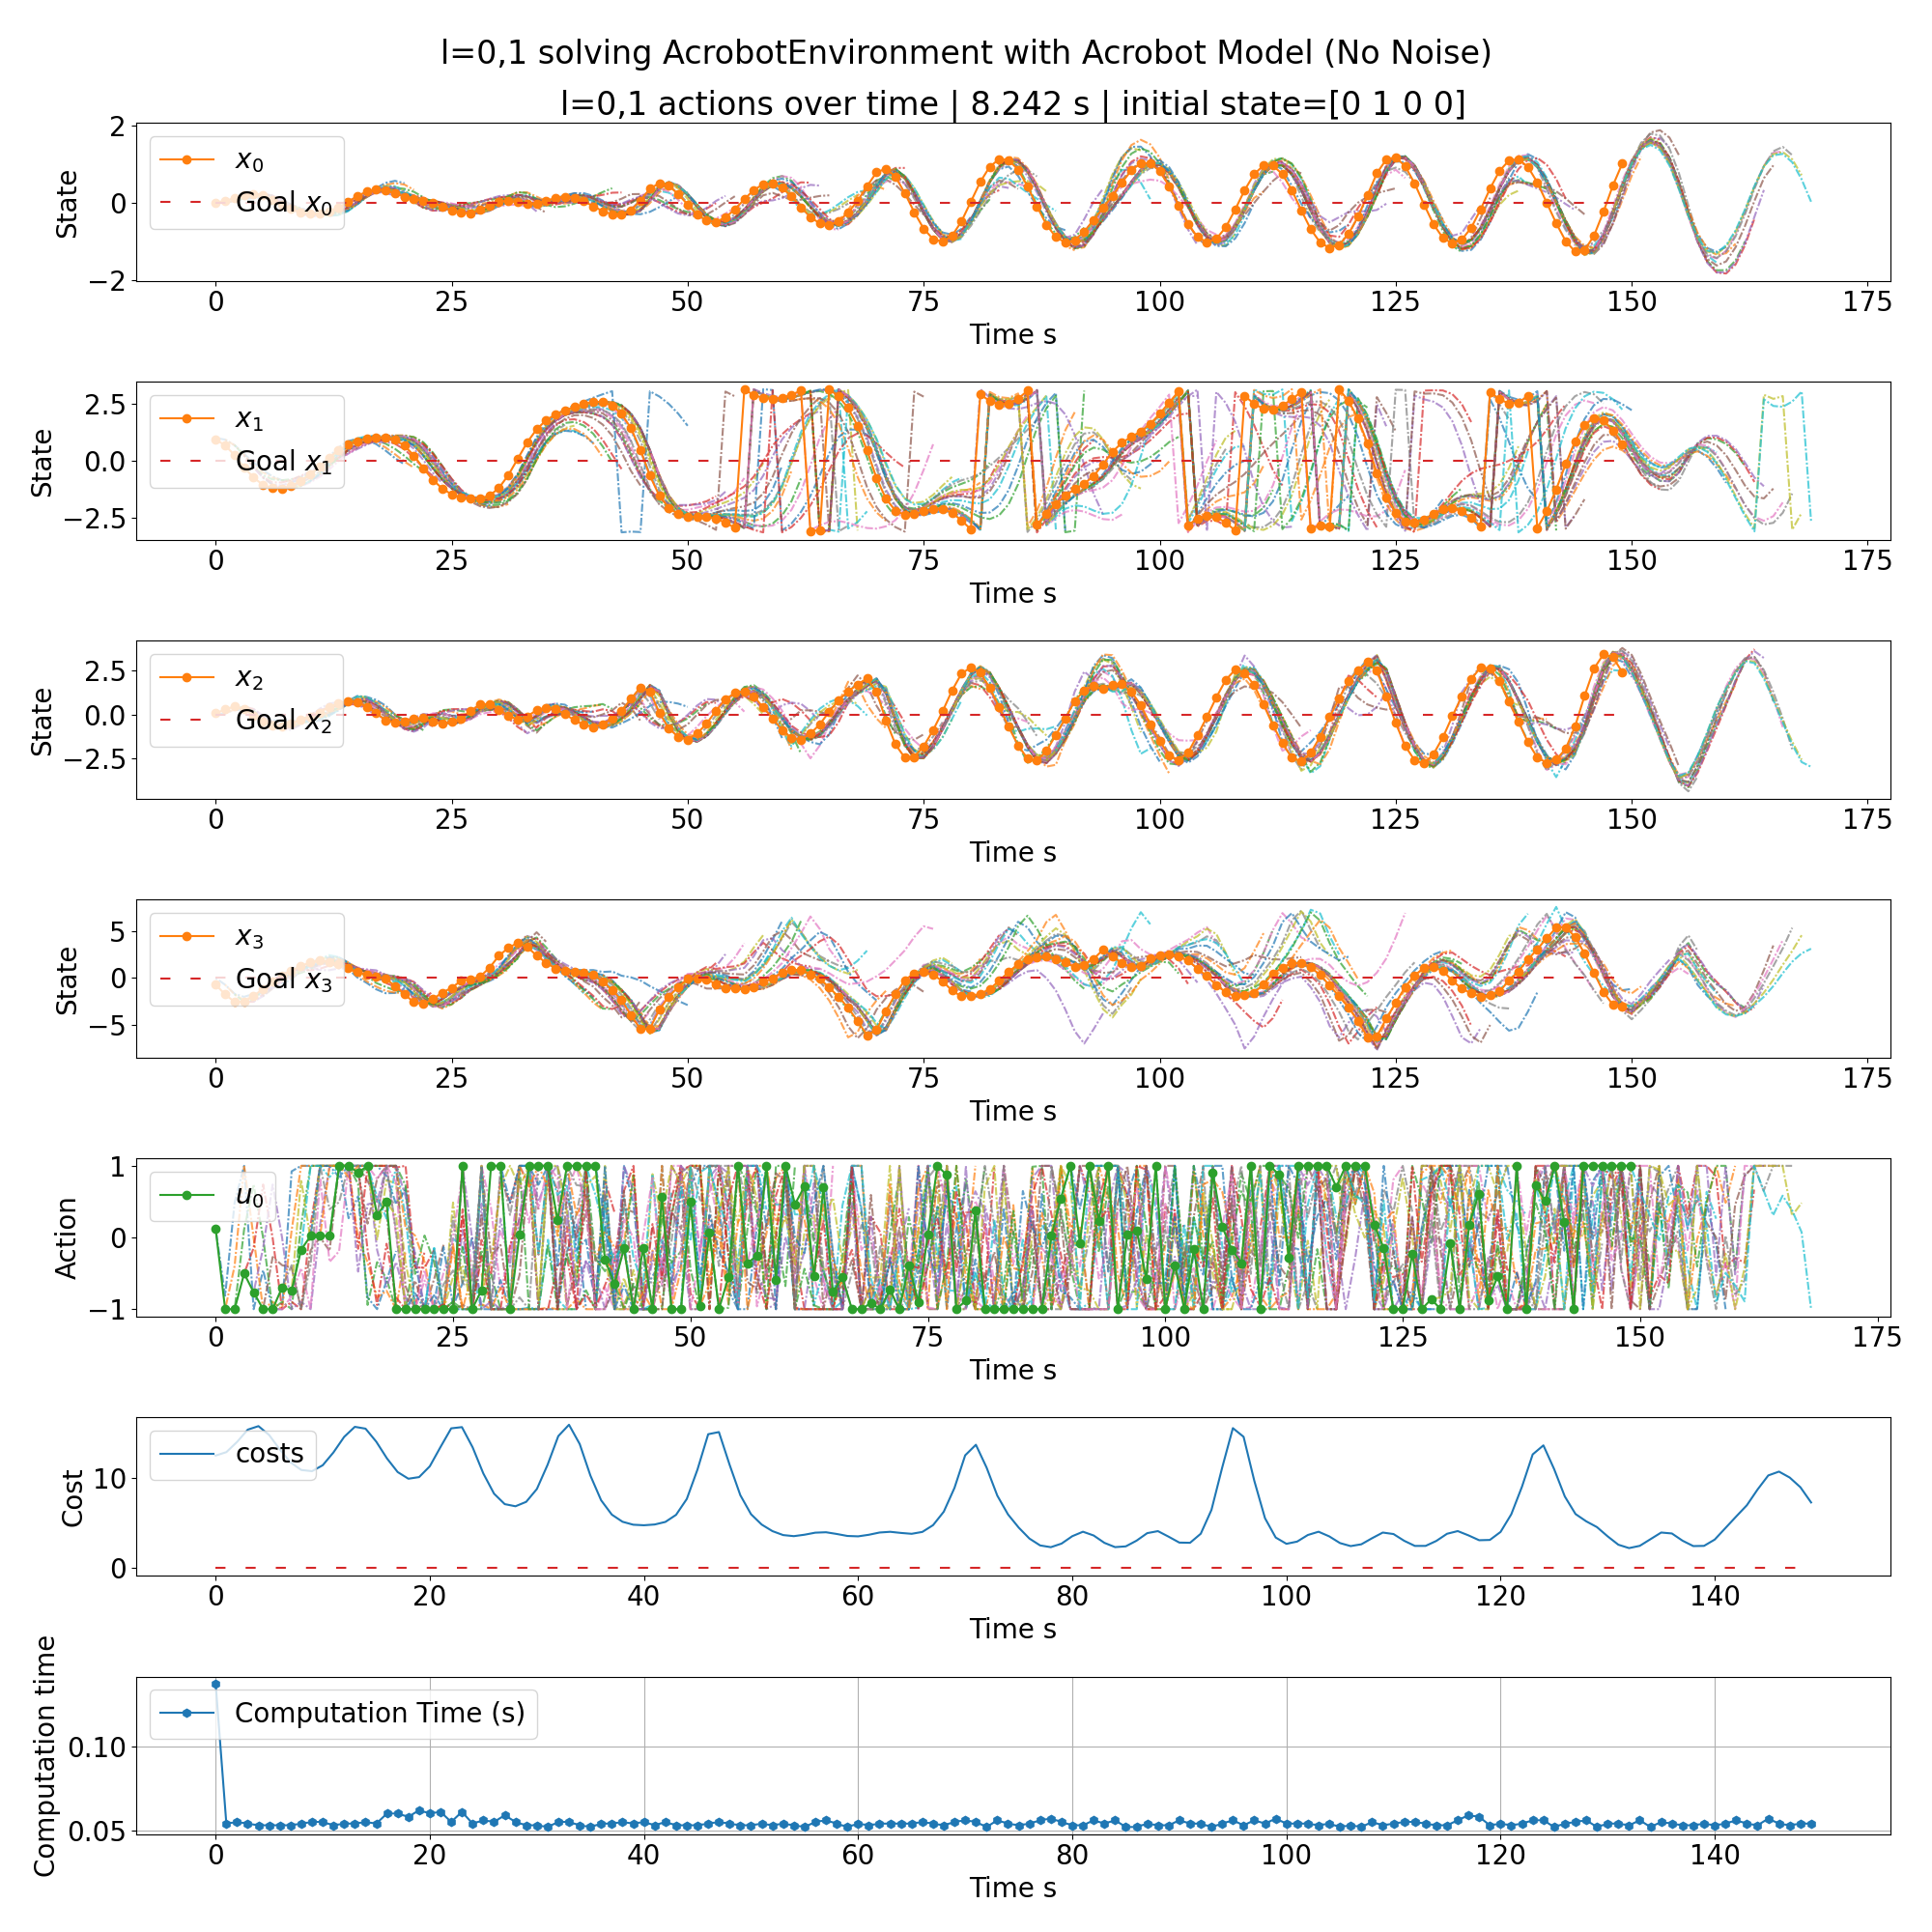 l=0,1 solving AcrobotEnvironment with Acrobot Model (No Noise)
l=0,1 actions over time | 8.242 s | initial state=[0 1 0 0]
2
0
−2
State
x₀
Goal x₀
0 25 50 75 100 125 150 175
Time s
2.5
0.0
−2.5
State
x₁
Goal x₁
0 25 50 75 100 125 150 175
Time s
2.5
0.0
−2.5
State
x₂
Goal x₂
0 25 50 75 100 125 150 175
Time s
5
0
−5
State
x₃
Goal x₃
0 25 50 75 100 125 150 175
Time s
1
0
−1
Action
u₀
0 25 50 75 100 125 150 175
Time s
10
0
Cost
costs
0 20 40 60 80 100 120 140
Time s
0.10
0.05
Computation time
Computation Time (s)
0 20 40 60 80 100 120 140
Time s